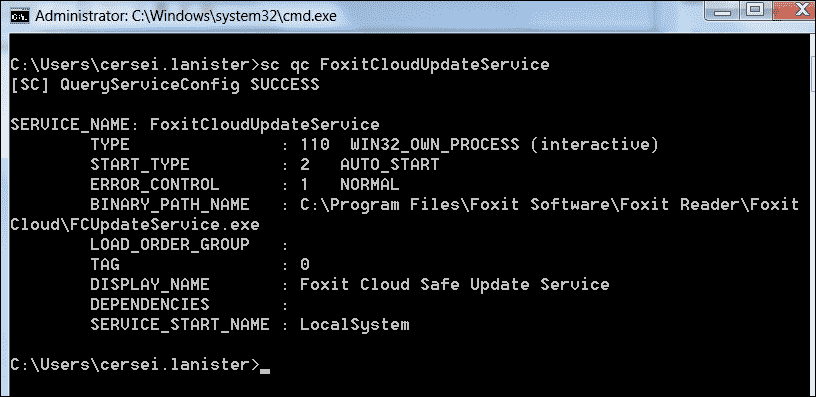 Administrator: C:\Windows\system32\cmd.exe
C:\Users\cersei.lanister>sc qc FoxitCloudUpdateService
[SC] QueryServiceConfig SUCCESS
SERVICE_NAME: FoxitCloudUpdateService
        TYPE               : 110  WIN32_OWN_PROCESS (interactive)
        START_TYPE         : 2   AUTO_START
        ERROR_CONTROL      : 1   NORMAL
        BINARY_PATH_NAME   : C:\Program Files\Foxit Software\Foxit Reader\Foxit
Cloud\FCUpdateService.exe
        LOAD_ORDER_GROUP   :
        TAG                : 0
        DISPLAY_NAME       : Foxit Cloud Safe Update Service
        DEPENDENCIES       :
        SERVICE_START_NAME : LocalSystem
C:\Users\cersei.lanister>_